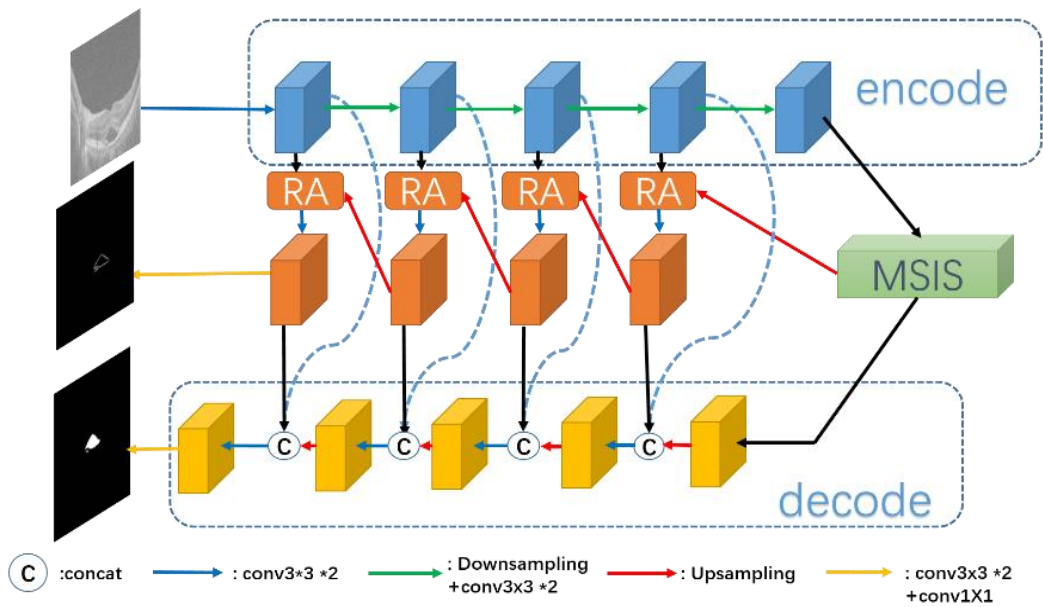 encode
RA RA RA RA
MSIS
C C C C
decode
C :concat : conv3*3 *2 : Downsampling +conv3x3 *2 : Upsampling : conv3x3 *2 +conv1X1